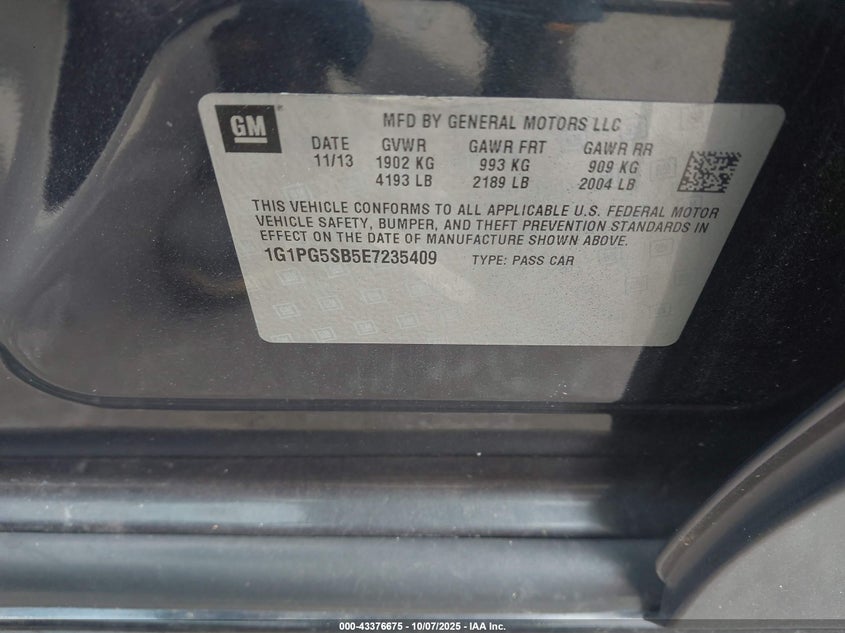 GM
MFD BY GENERAL MOTORS LLC
DATE GVWR GAWR FRT GAWR RR
11/13 1902 KG 993 KG 909 KG
4193 LB 2189 LB 2004 LB
THIS VEHICLE CONFORMS TO ALL APPLICABLE U.S. FEDERAL MOTOR
VEHICLE SAFETY, BUMPER, AND THEFT PREVENTION STANDARDS IN
EFFECT ON THE DATE OF MANUFACTURE SHOWN ABOVE.
1G1PG5SB5E7235409 TYPE: PASS CAR
000-43376675 - 10/07/2025 - IAA Inc.